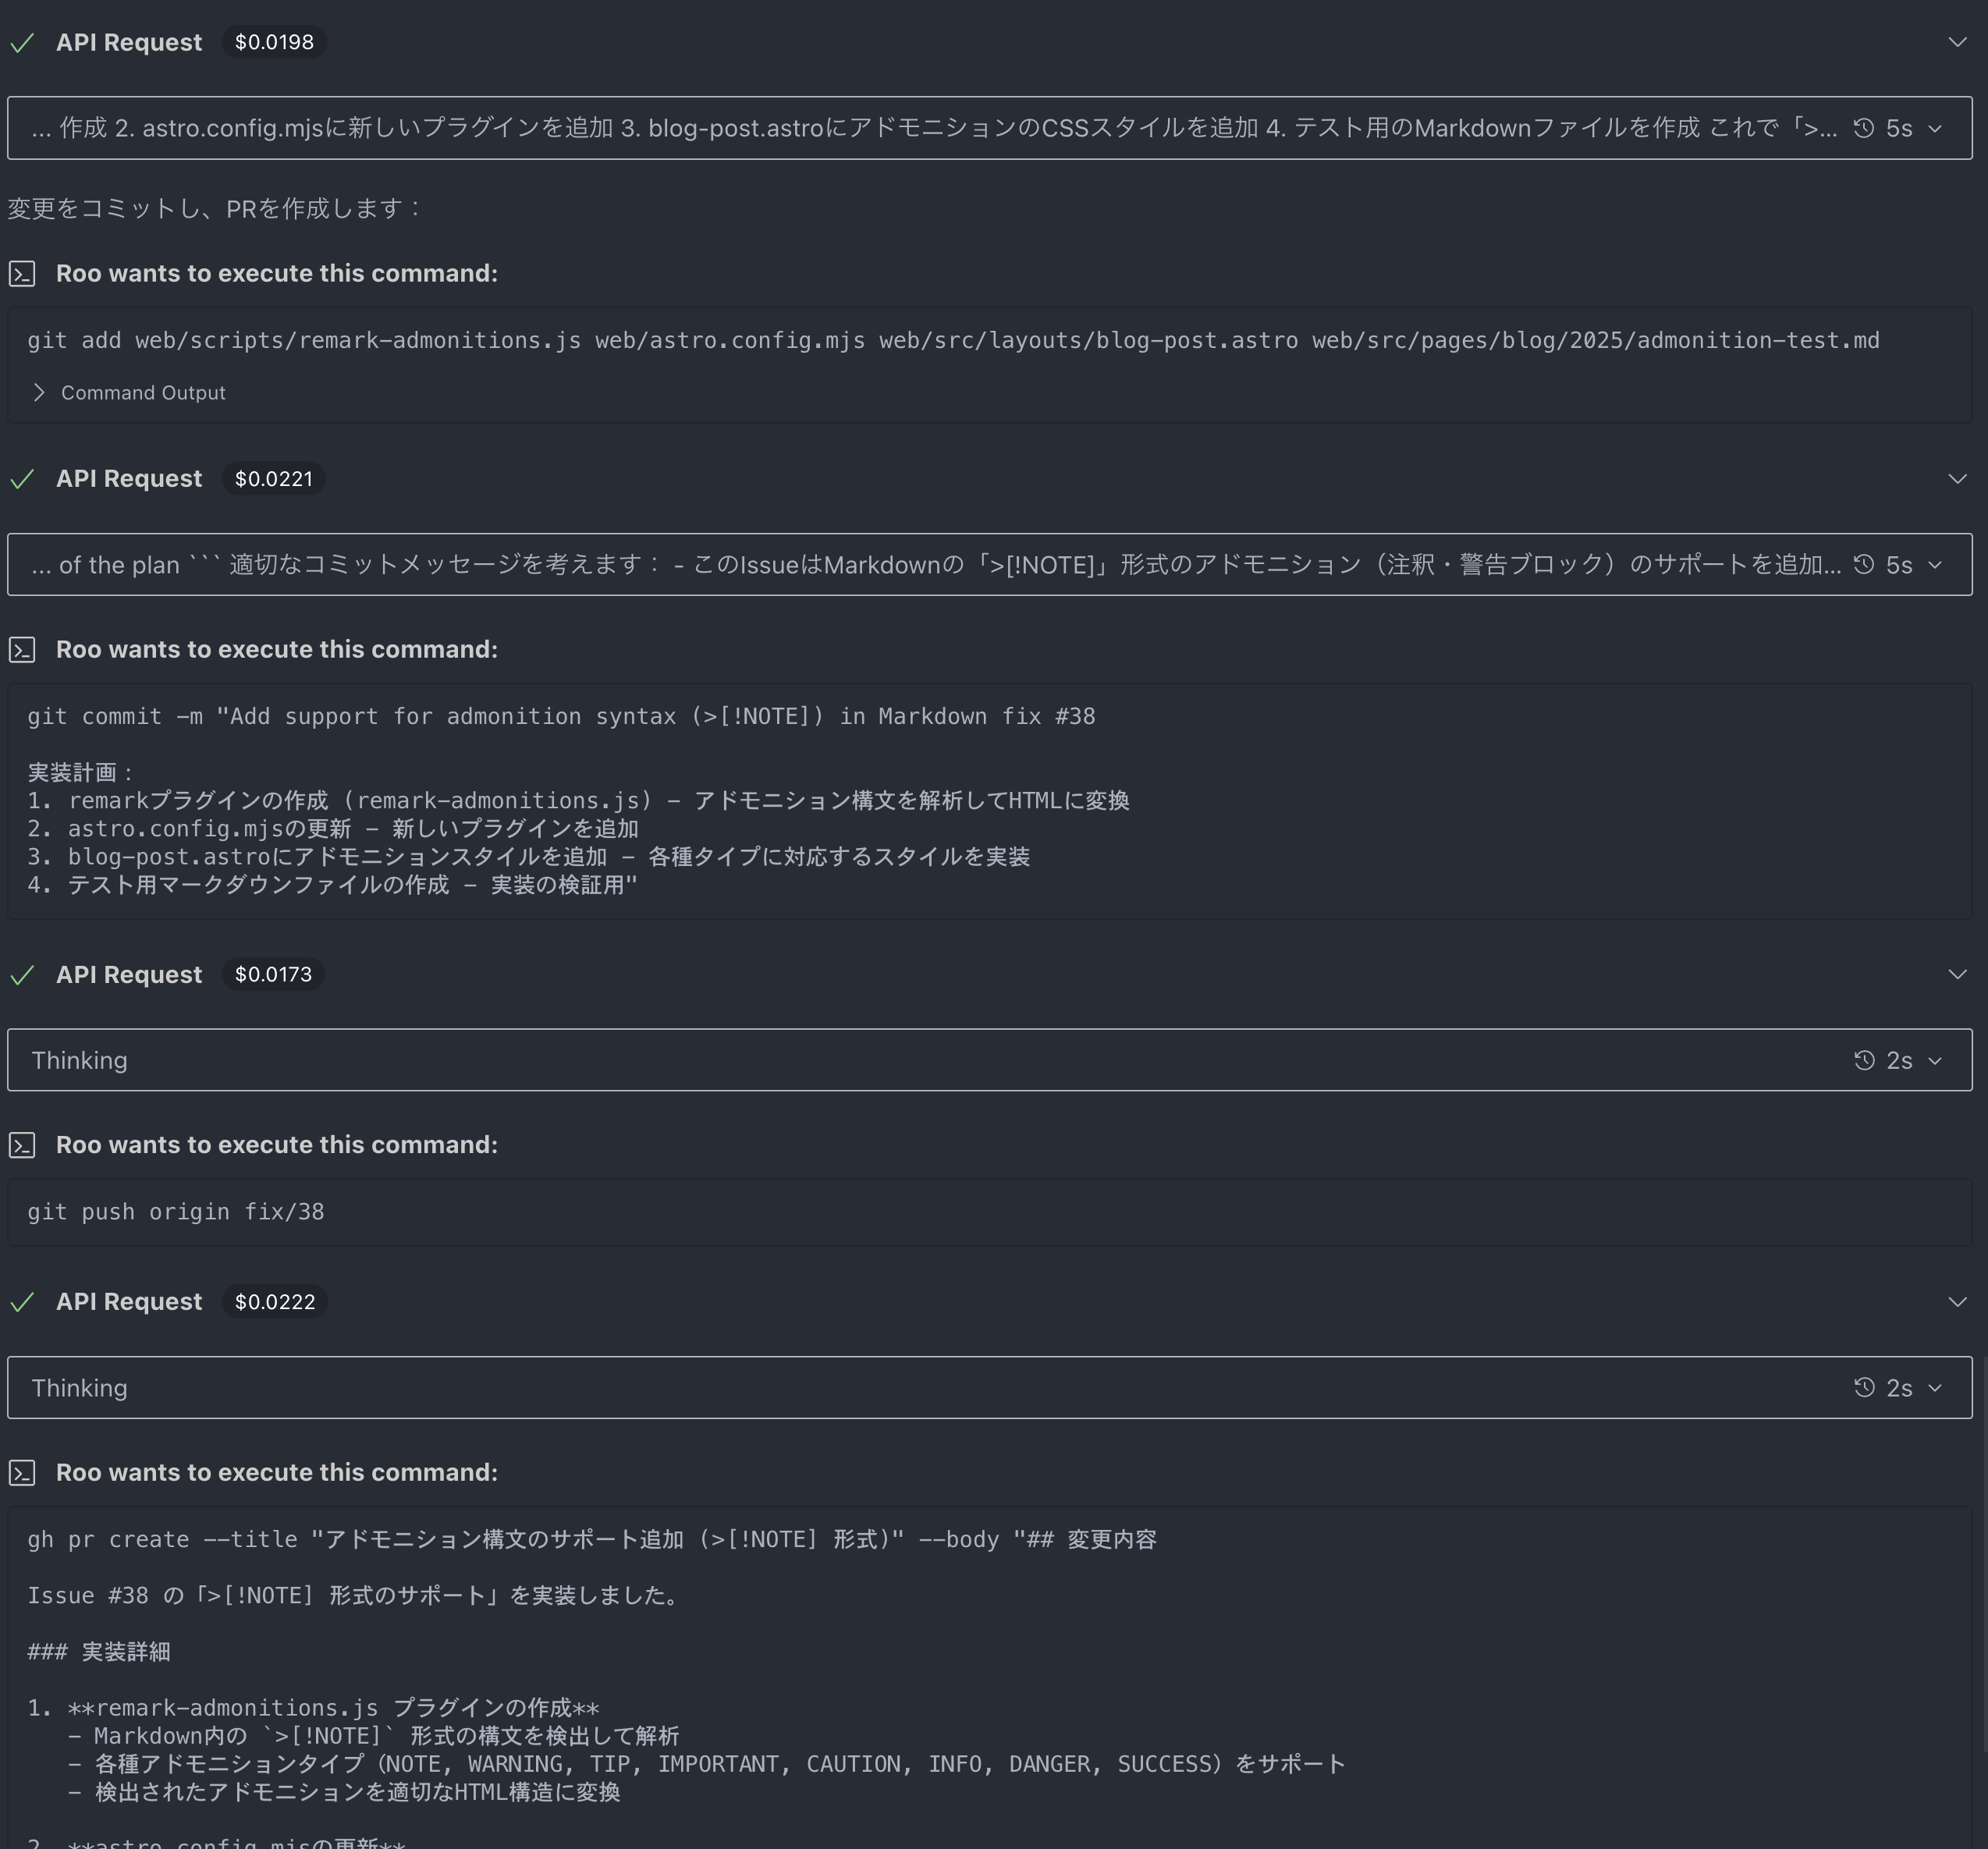 API Request $0.0198
... 作成 2. astro.config.mjsに新しいプラグインを追加 3. blog-post.astroにアドモニションのCSSスタイルを追加 4. テスト用のMarkdownファイルを作成 これで「>... 5s
変更をコミットし、PRを作成します：
Roo wants to execute this command:
git add web/scripts/remark-admonitions.js web/astro.config.mjs web/src/layouts/blog-post.astro web/src/pages/blog/2025/admonition-test.md
Command Output
API Request $0.0221
... of the plan ``` 適切なコミットメッセージを考えます： - このIssueはMarkdownの「>[!NOTE]」形式のアドモニション（注釈・警告ブロック）のサポートを追加... 5s
Roo wants to execute this command:
git commit -m "Add support for admonition syntax (>[!NOTE]) in Markdown fix #38
実装計画：
1. remarkプラグインの作成 (remark-admonitions.js) - アドモニション構文を解析してHTMLに変換
2. astro.config.mjsの更新 - 新しいプラグインを追加
3. blog-post.astroにアドモニションスタイルを追加 - 各種タイプに対応するスタイルを実装
4. テスト用マークダウンファイルの作成 - 実装の検証用"
API Request $0.0173
Thinking 2s
Roo wants to execute this command:
git push origin fix/38
API Request $0.0222
Thinking 2s
Roo wants to execute this command:
gh pr create --title "アドモニション構文のサポート追加 (>[!NOTE] 形式)" --body "## 変更内容
Issue #38 の「>[!NOTE] 形式のサポート」を実装しました。
### 実装詳細
1. **remark-admonitions.js プラグインの作成**
- Markdown内の `>[!NOTE]` 形式の構文を検出して解析
- 各種アドモニションタイプ（NOTE, WARNING, TIP, IMPORTANT, CAUTION, INFO, DANGER, SUCCESS）をサポート
- 検出されたアドモニションを適切なHTML構造に変換
2. **astro.config.mjsの更新**